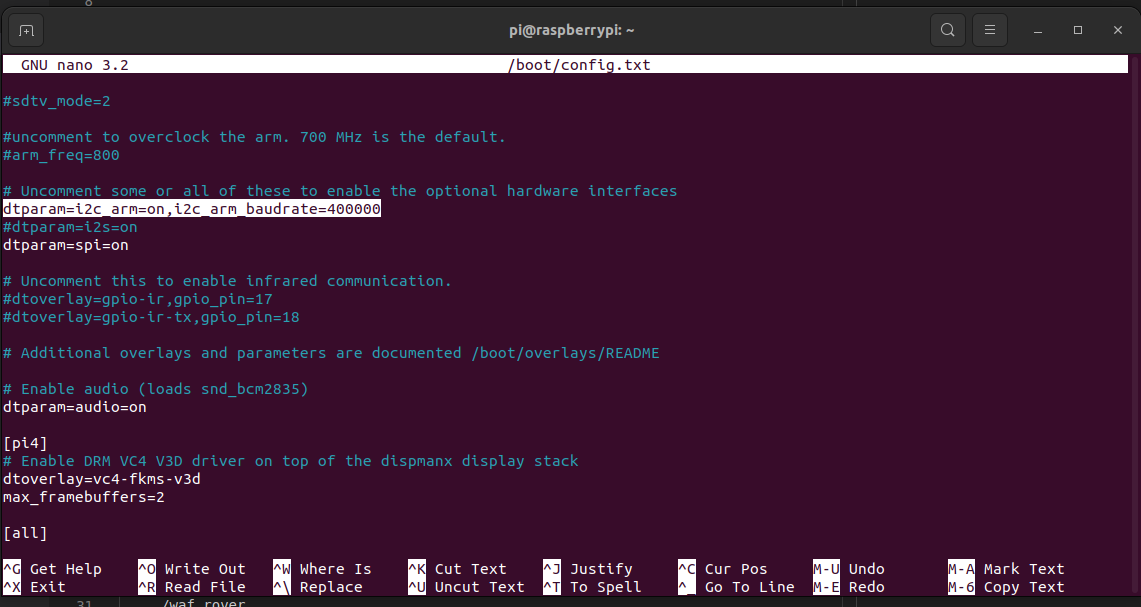 pi@raspberrypi: ~
GNU nano 3.2 /boot/config.txt
#sdtv_mode=2
#uncomment to overclock the arm. 700 MHz is the default.
#arm_freq=800
# Uncomment some or all of these to enable the optional hardware interfaces
dtparam=i2c_arm=on,i2c_arm_baudrate=400000
#dtparam=i2s=on
dtparam=spi=on
# Uncomment this to enable infrared communication.
#dtoverlay=gpio-ir,gpio_pin=17
#dtoverlay=gpio-ir-tx,gpio_pin=18
# Additional overlays and parameters are documented /boot/overlays/README
# Enable audio (loads snd_bcm2835)
dtparam=audio=on
[pi4]
# Enable DRM VC4 V3D driver on top of the dispmanx display stack
dtoverlay=vc4-fkms-v3d
max_framebuffers=2
[all]
^G Get Help ^O Write Out ^W Where Is ^K Cut Text ^J Justify ^C Cur Pos M-U Undo M-A Mark Text
^X Exit ^R Read File ^\ Replace ^U Uncut Text ^T To Spell ^_ Go To Line M-E Redo M-6 Copy Text
31 /waf rover